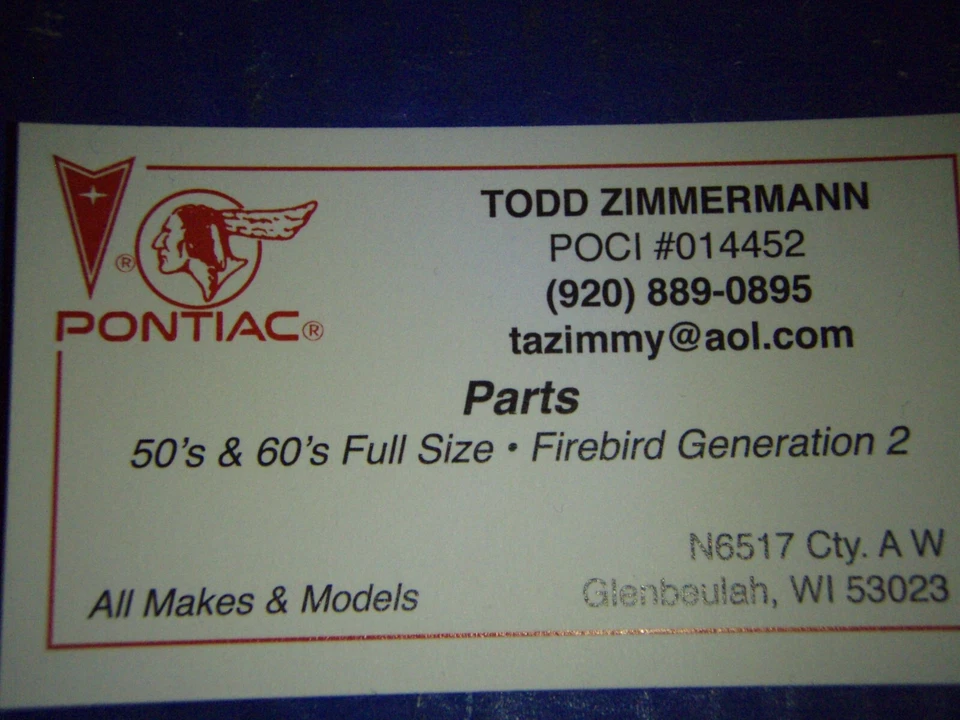 TODD ZIMMERMANN
POCI #014452
(920) 889-0895
tazimmy@aol.com
®
PONTIAC®
Parts
50's & 60's Full Size • Firebird Generation 2
N6517 Cty. A W
Glenbeulah, WI 53023
All Makes & Models